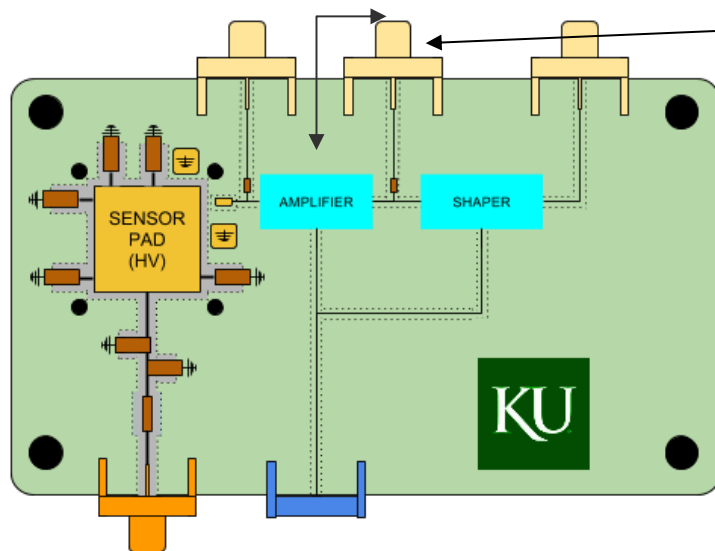 SENSOR
PAD
(HV)
AMPLIFIER
SHAPER
KU